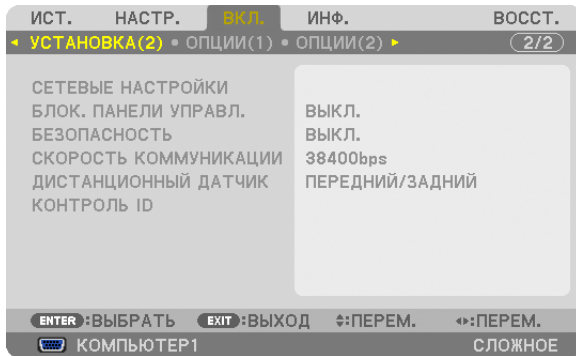 ИСТ. НАСТР. ВКЛ. ИНФ. ВОССТ.
УСТАНОВКА(2) • ОПЦИИ(1) • ОПЦИИ(2) 2/2
СЕТЕВЫЕ НАСТРОЙКИ
БЛОК. ПАНЕЛИ УПРАВЛ. ВЫКЛ.
БЕЗОПАСНОСТЬ ВЫКЛ.
СКОРОСТЬ КОММУНИКАЦИИ 38400bps
ДИСТАНЦИОННЫЙ ДАТЧИК ПЕРЕДНИЙ/ЗАДНИЙ
КОНТРОЛЬ ID
ENTER :ВЫБРАТЬ EXIT :ВЫХОД :ПЕРЕМ. :ПЕРЕМ.
КОМПЬЮТЕР1 СЛОЖНОЕ